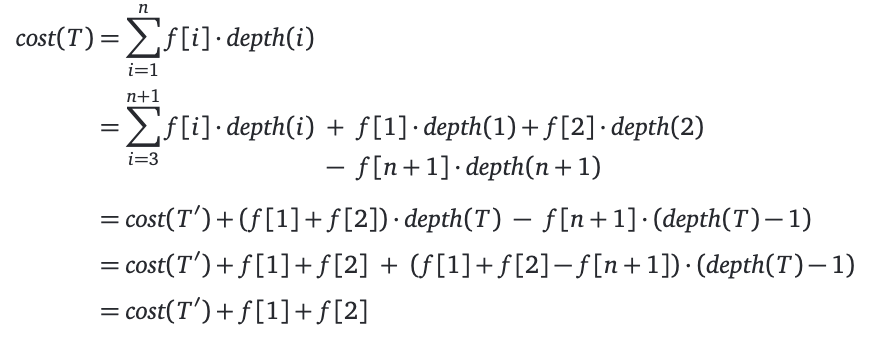 cost(T) = ∑_{i=1}^{n} f[i] · depth(i)
= ∑_{i=3}^{n+1} f[i] · depth(i) + f[1] · depth(1) + f[2] · depth(2)
− f[n+1] · depth(n+1)
= cost(T′) + (f[1] + f[2]) · depth(T) − f[n+1] · (depth(T) − 1)
= cost(T′) + f[1] + f[2] + (f[1] + f[2] − f[n+1]) · (depth(T) − 1)
= cost(T′) + f[1] + f[2]